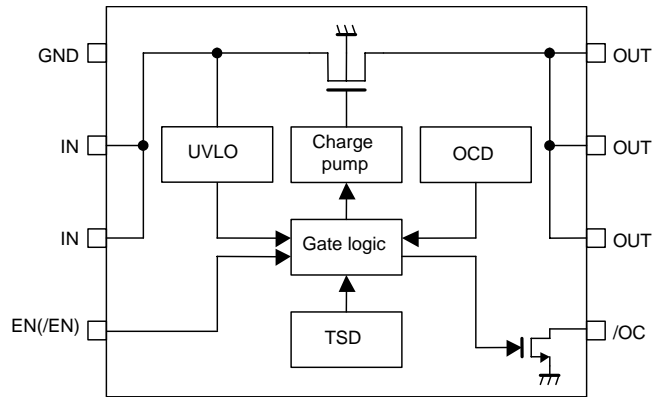 GND
OUT
IN
UVLO
Charge
pump
OCD
OUT
IN
Gate logic
OUT
EN(/EN)
TSD
/OC